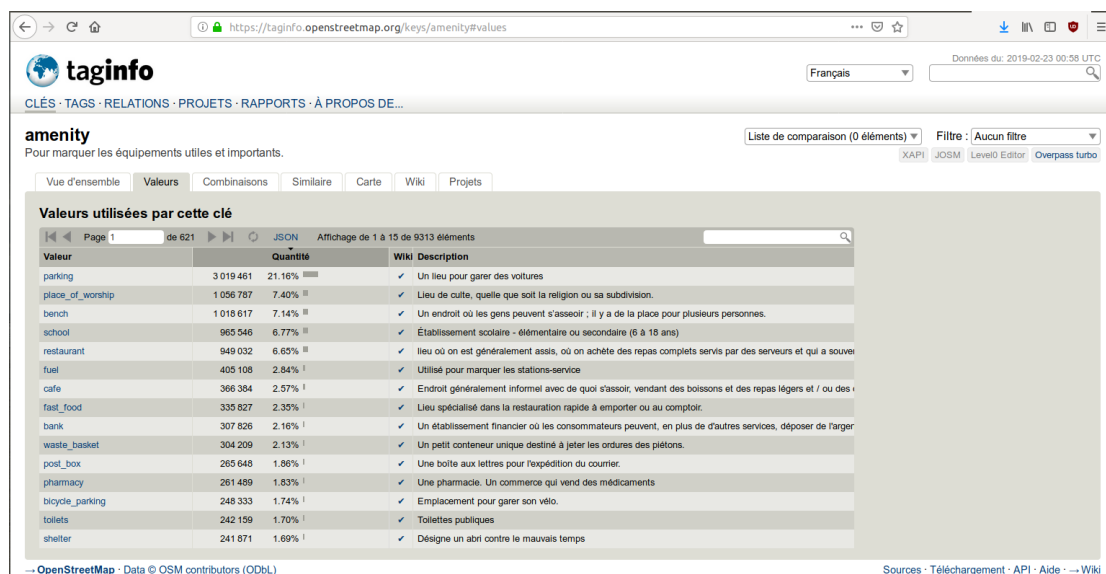 https://taginfo.openstreetmap.org/keys/amenity#values
Données du: 2019-02-23 00:58 UTC
taginfo
Français
CLÉS · TAGS · RELATIONS · PROJETS · RAPPORTS · À PROPOS DE...
amenity
Liste de comparaison (0 éléments) Filtre : Aucun filtre
Pour marquer les équipements utiles et importants.
XAPI JOSM Level0 Editor Overpass turbo
Vue d'ensemble Valeurs Combinaisons Similaire Carte Wiki Projets
Valeurs utilisées par cette clé
Page 1 de 621 JSON Affichage de 1 à 15 de 9313 éléments
Valeur Quantité Wiki Description
parking 3 019 461 21.16% ✔ Un lieu pour garer des voitures
place_of_worship 1 056 787 7.40% ✔ Lieu de culte, quelle que soit la religion ou sa subdivision.
bench 1 018 617 7.14% ✔ Un endroit où les gens peuvent s'asseoir ; il y a de la place pour plusieurs personnes.
school 965 546 6.77% ✔ Établissement scolaire - élémentaire ou secondaire (6 à 18 ans)
restaurant 949 032 6.65% ✔ lieu où on est généralement assis, où on achète des repas complets servis par des serveurs et qui a souve
fuel 405 108 2.84% ✔ Utilisé pour marquer les stations-service
cafe 366 384 2.57% ✔ Endroit généralement informel avec de quoi s'assoir, vendant des boissons et des repas légers et / ou des
fast_food 335 827 2.35% ✔ Lieu spécialisé dans la restauration rapide à emporter ou au comptoir.
bank 307 826 2.16% ✔ Un établissement financier où les consommateurs peuvent, en plus de d'autres services, déposer de l'arger
waste_basket 304 209 2.13% ✔ Un petit conteneur unique destiné à jeter les ordures des piétons.
post_box 265 648 1.86% ✔ Une boîte aux lettres pour l'expédition du courrier.
pharmacy 261 489 1.83% ✔ Une pharmacie. Un commerce qui vend des médicaments
bicycle_parking 248 333 1.74% ✔ Emplacement pour garer son vélo.
toilets 242 159 1.70% ✔ Toilettes publiques
shelter 241 871 1.69% ✔ Désigne un abri contre le mauvais temps
→ OpenStreetMap · Data © OSM contributors (ODbL) Sources · Téléchargement · API · Aide · → Wiki